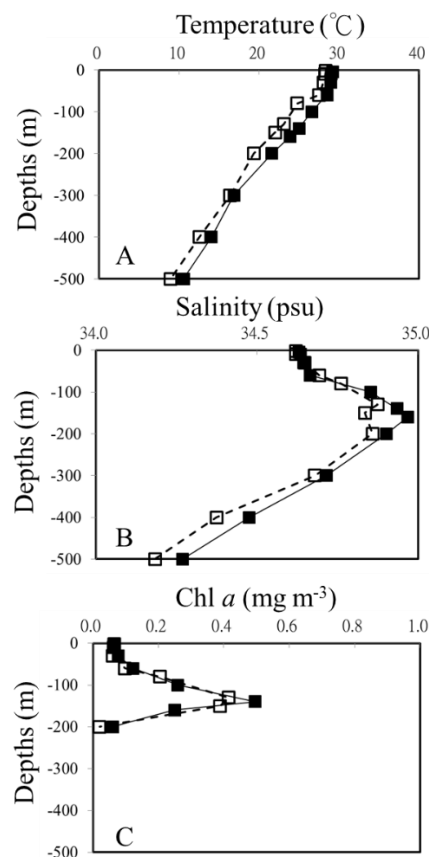 Temperature (℃)
0 10 20 30 40
0
-100
-200
-300
-400
-500
Depths (m)
A
Salinity (psu)
34.0 34.5 35.0
0
-100
-200
-300
-400
-500
Depths (m)
B
Chl a (mg m-3)
0.0 0.2 0.4 0.6 0.8 1.0
0
-100
-200
-300
-400
-500
Depths (m)
C